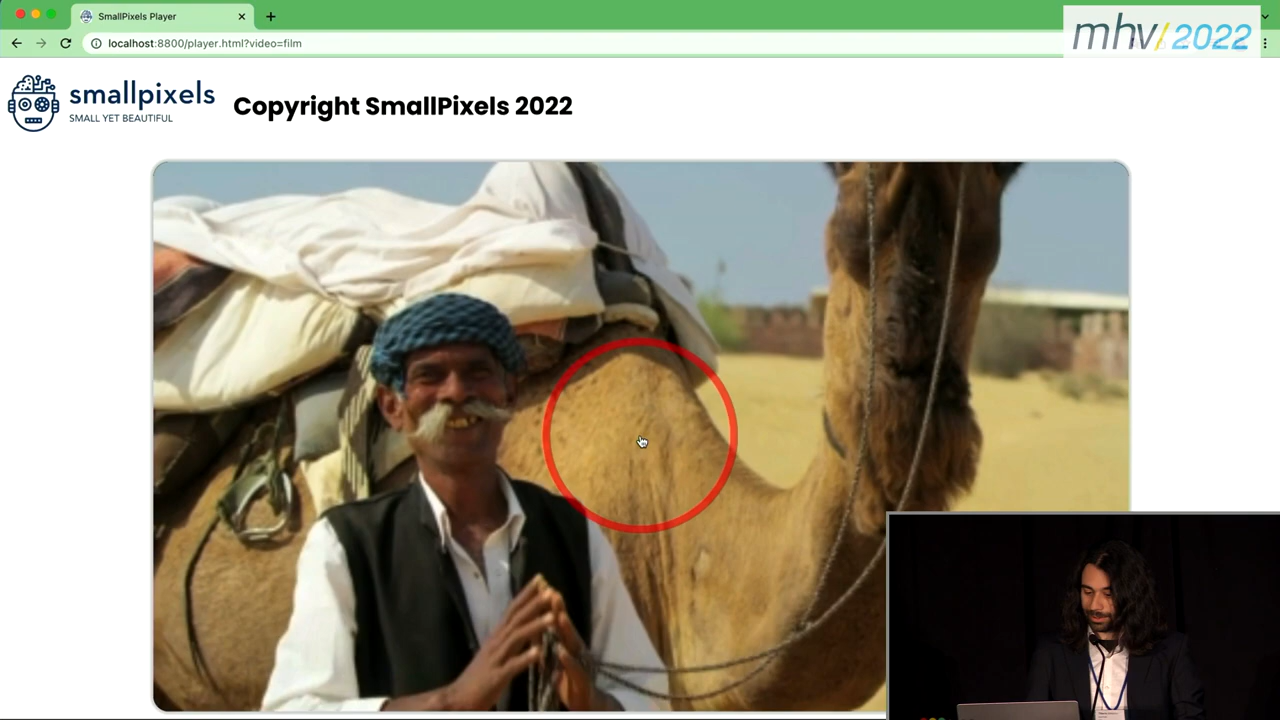 SmallPixels Player
localhost:8800/player.html?video=film
mhv/2022
smallpixels
SMALL YET BEAUTIFUL
Copyright SmallPixels 2022